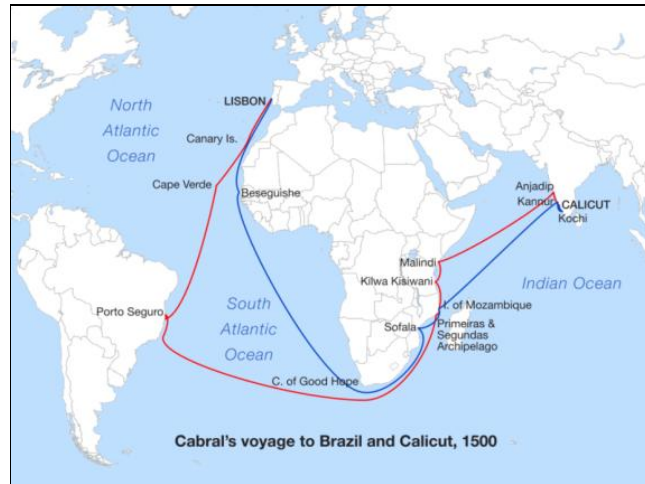 North
Atlantic
Ocean
LISBON
Canary Is.
Cape Verde
Beseguishe
Anjadip
Kannur
CALICUT
Kochi
Malindi
Kilwa Kisiwani
Indian Ocean
I. of Mozambique
Porto Seguro
South
Atlantic
Ocean
Sofala
Primeiras &
Segundas
Archipelago
C. of Good Hope
Cabral's voyage to Brazil and Calicut, 1500